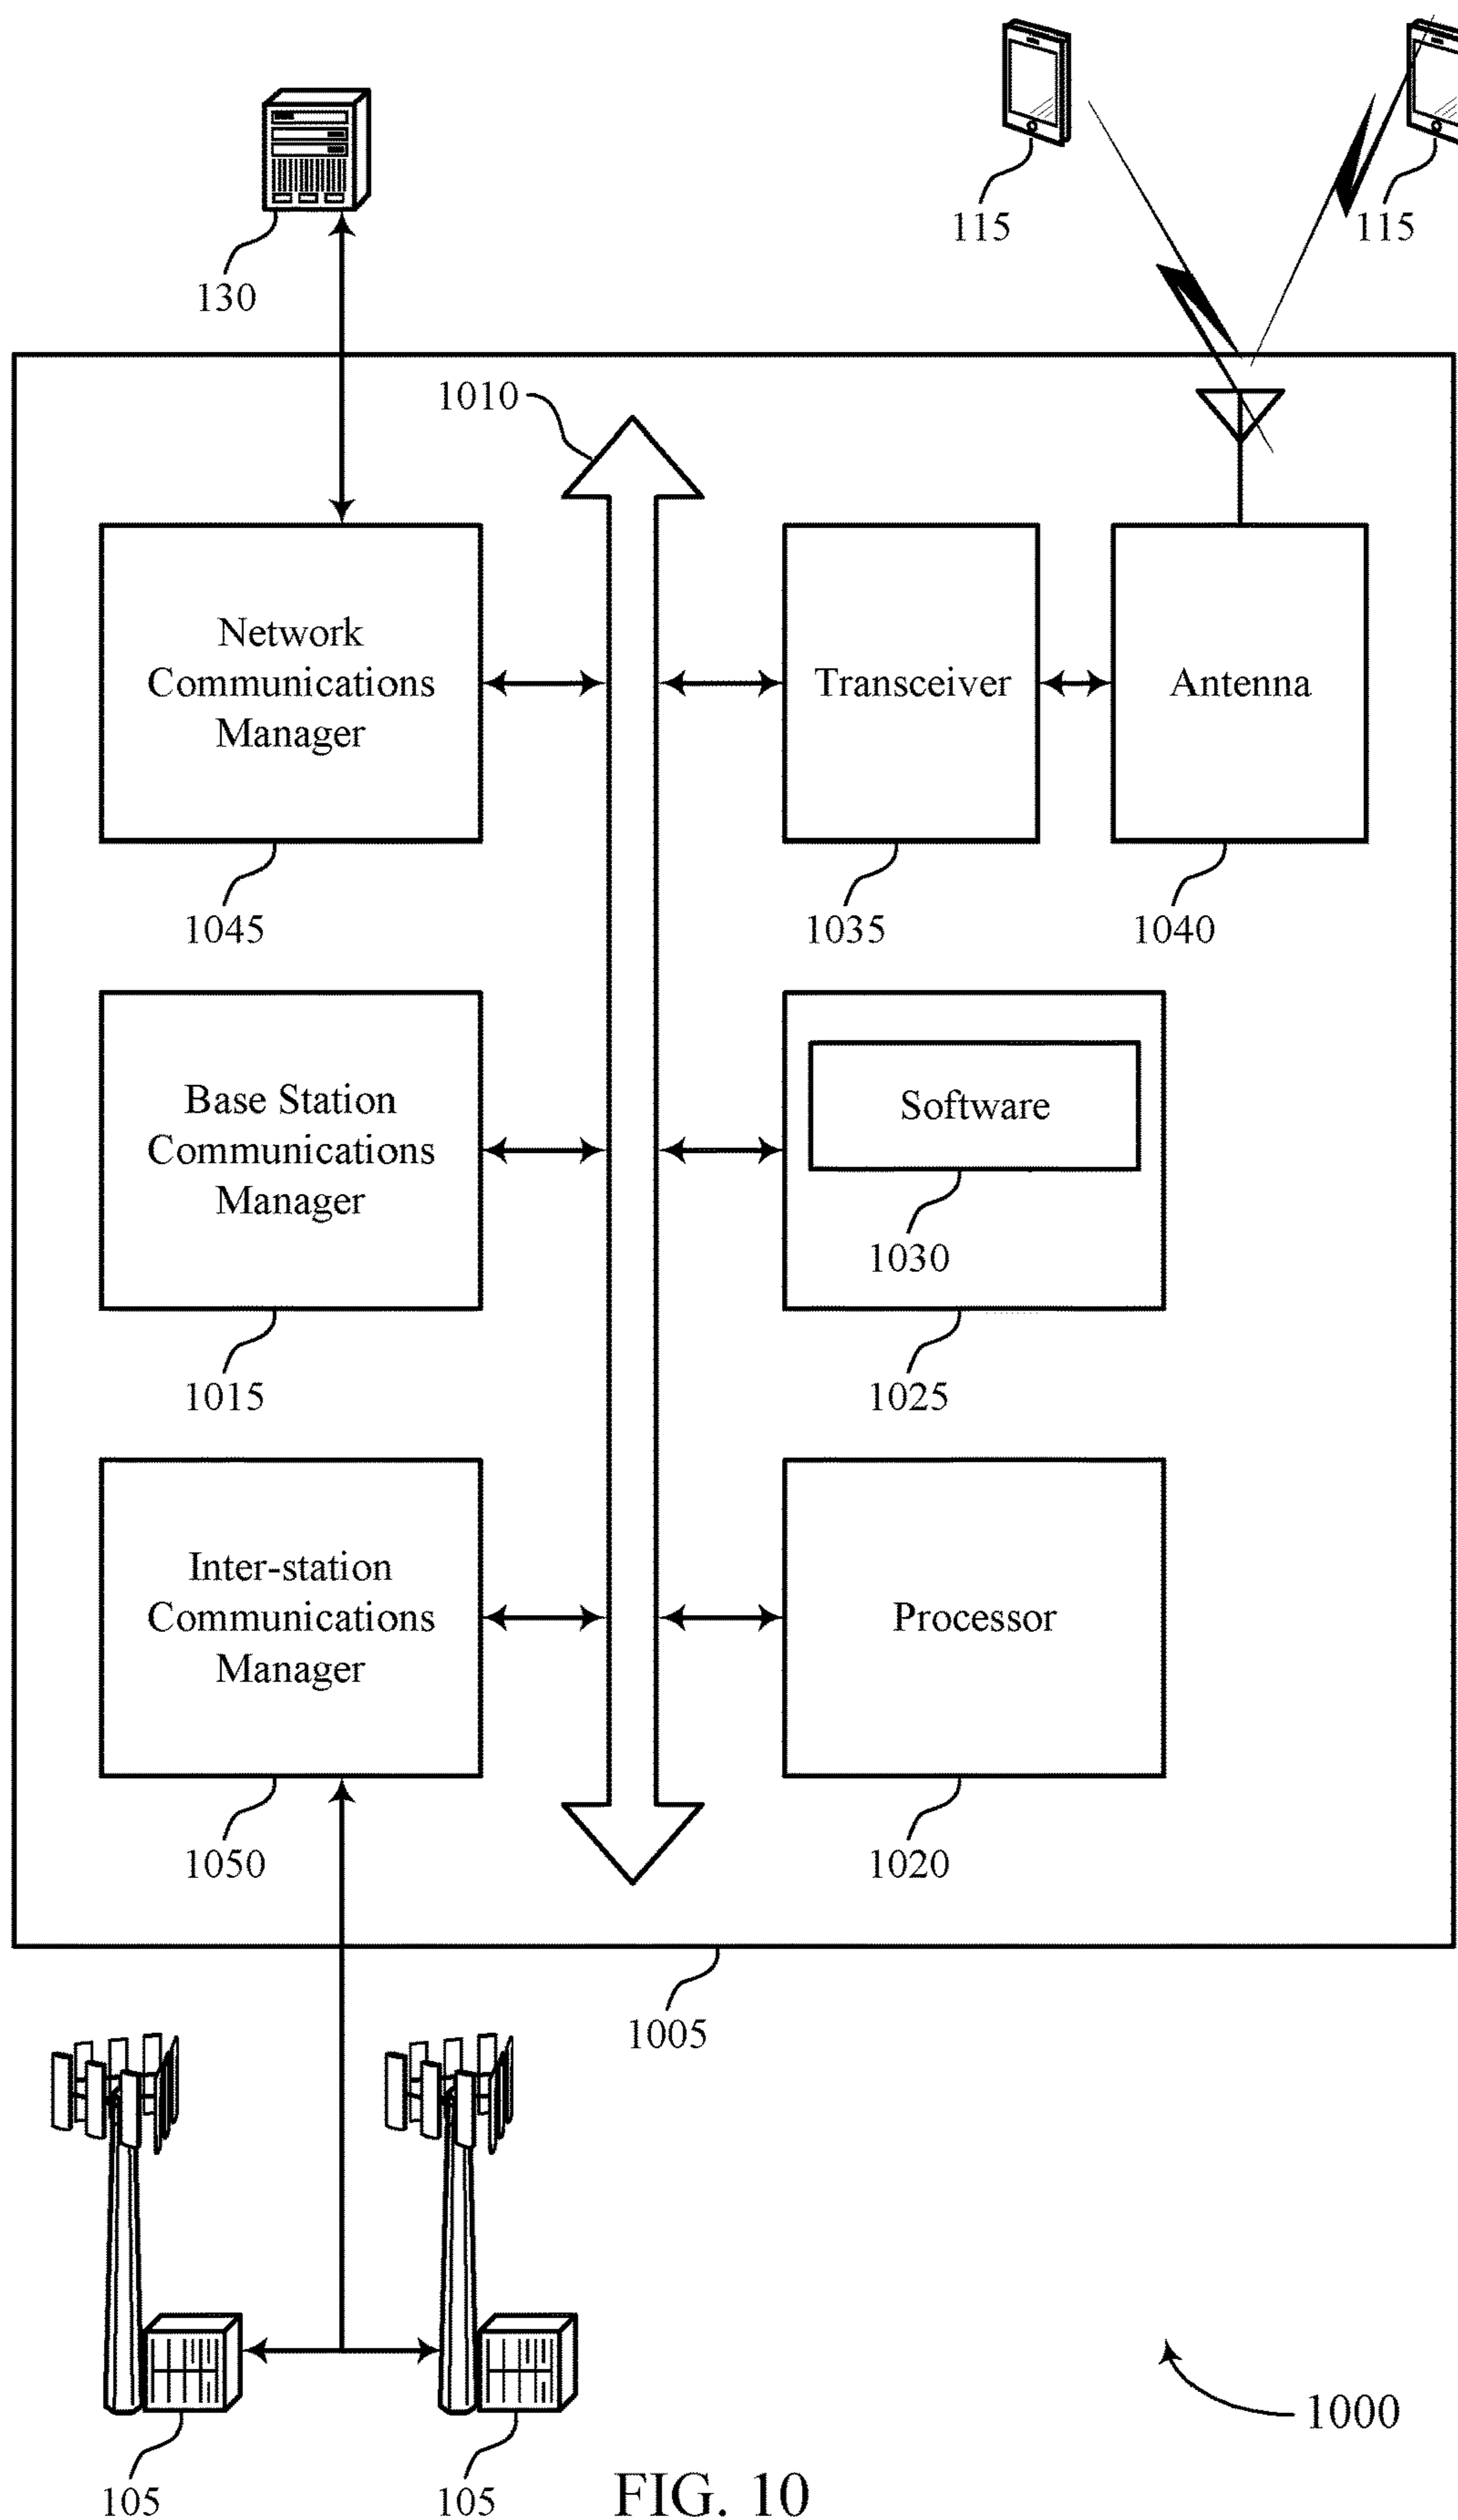 115
115
130
1010
Network
Communications
Manager
Transceiver
Antenna
1045
1035
1040
Base Station
Communications
Manager
Software
1030
1015
1025
Inter-station
Communications
Manager
Processor
1050
1020
1005
1000
105
105
FIG. 10